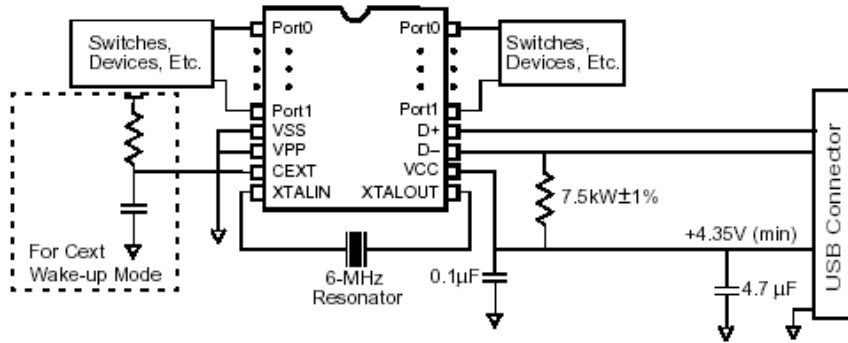 Switches,
Devices, Etc.
Port0
Port0
Switches,
Devices, Etc.
Port1
Port1
VSS
D+
VPP
D–
CEXT
VCC
XTALIN
XTALOUT
7.5kW±1%
+4.35V (min)
For Cext
Wake-up Mode
6-MHz
Resonator
0.1µF
4.7 µF
USB Connector